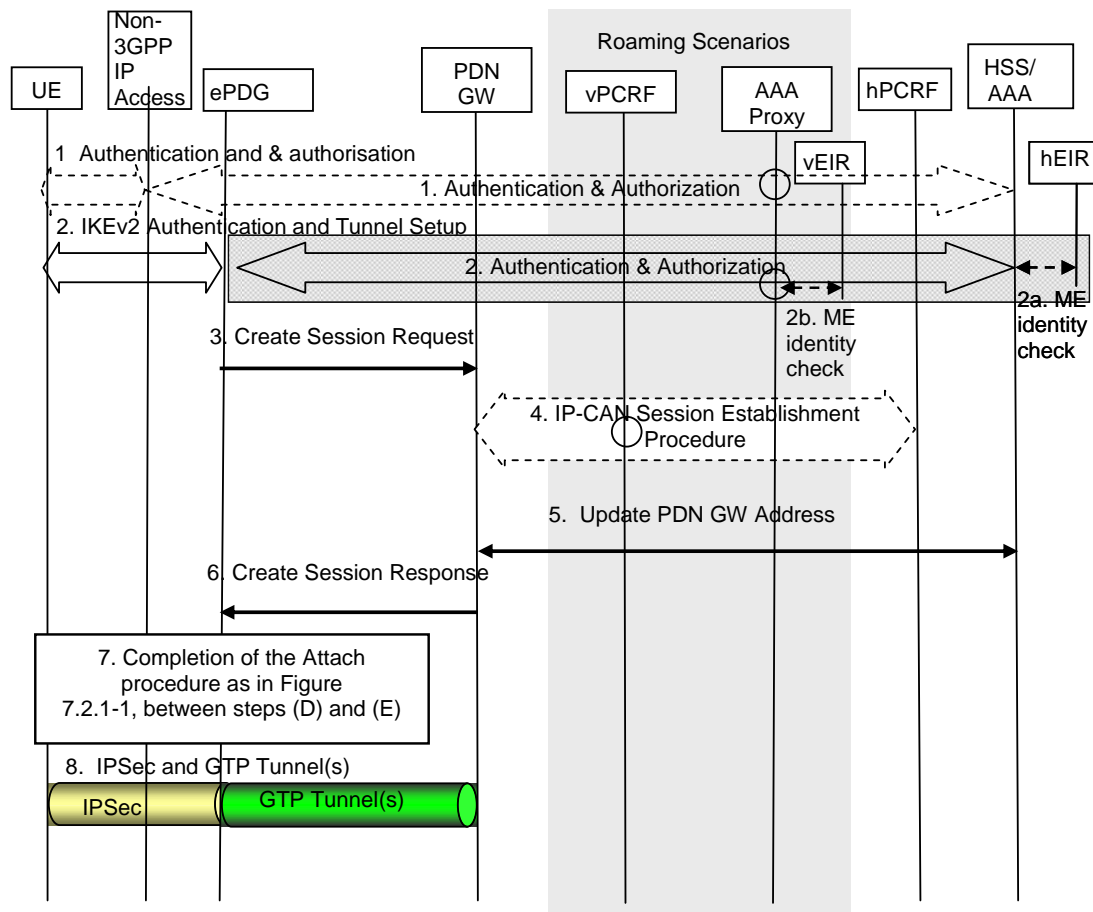 Roaming Scenarios
UE
Non-
3GPP
IP
Access
ePDG
PDN
GW
vPCRF
AAA
Proxy
hPCRF
HSS/
AAA
vEIR
hEIR
1 Authentication and & authorisation
1. Authentication & Authorization
2. IKEv2 Authentication and Tunnel Setup
2. Authentication & Authorization
2a. ME
identity
check
2b. ME
identity
check
3. Create Session Request
4. IP-CAN Session Establishment
Procedure
5. Update PDN GW Address
6. Create Session Response
7. Completion of the Attach
procedure as in Figure
7.2.1-1, between steps (D) and (E)
8. IPSec and GTP Tunnel(s)
IPSec
GTP Tunnel(s)